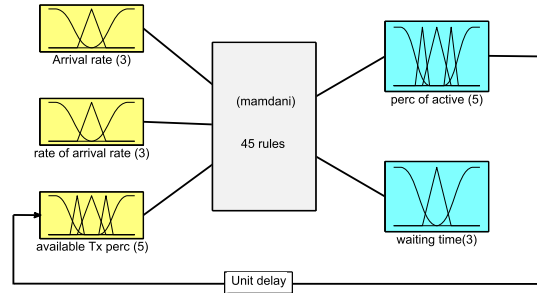 Arrival rate (3)
rate of arrival rate (3)
available Tx perc (5)
(mamdani)
45 rules
perc of active (5)
waiting time(3)
Unit delay